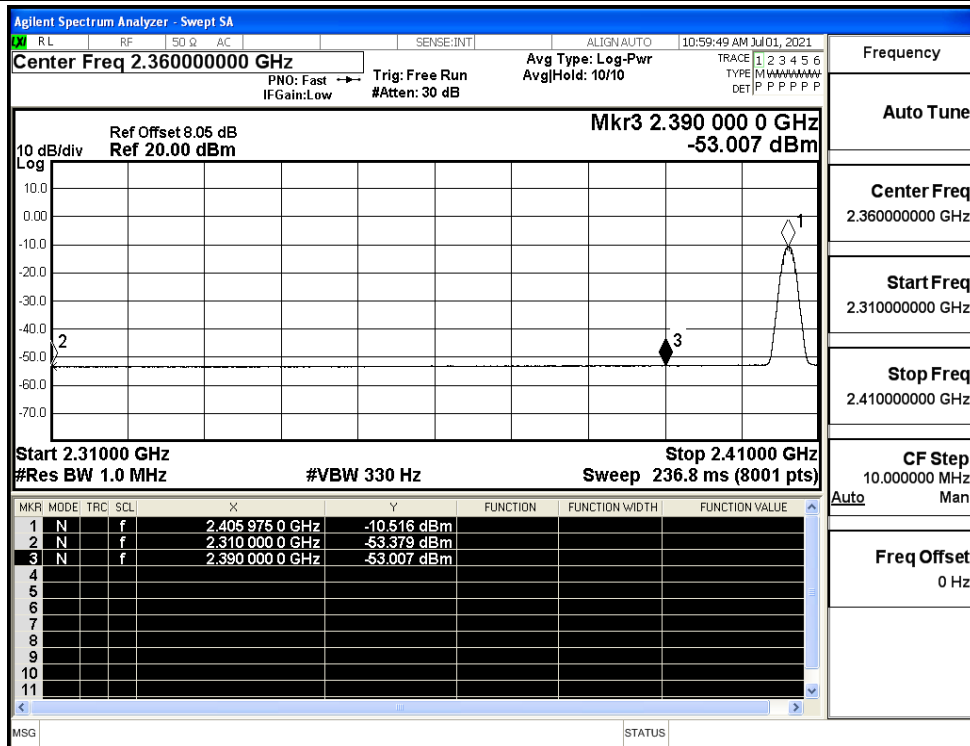 Agilent Spectrum Analyzer - Swept SA
LXI RL RF 50 Ω AC SENSE:INT ALIGN AUTO 10:59:49 AM Jul 01, 2021
Center Freq 2.360000000 GHz
PNO: Fast
IFGain:Low
Trig: Free Run
#Atten: 30 dB
Avg Type: Log-Pwr
Avg|Hold: 10/10
TRACE 1 2 3 4 5 6
TYPE M WWWWW
DET P P P P P P
Frequency
Auto Tune
Center Freq
2.360000000 GHz
Start Freq
2.310000000 GHz
Stop Freq
2.410000000 GHz
CF Step
10.000000 MHz
Auto Man
Freq Offset
0 Hz
Mkr3 2.390 000 0 GHz
-53.007 dBm
Ref Offset 8.05 dB
10 dB/div Ref 20.00 dBm
Log
10.0
0.00
-10.0
-20.0
-30.0
-40.0
-50.0
-60.0
-70.0
1
2
3
Start 2.31000 GHz Stop 2.41000 GHz
#Res BW 1.0 MHz #VBW 330 Hz Sweep 236.8 ms (8001 pts)
MKR MODE TRC SCL X Y FUNCTION FUNCTION WIDTH FUNCTION VALUE
1 N f 2.405 975 0 GHz -10.516 dBm
2 N f 2.310 000 0 GHz -53.379 dBm
3 N f 2.390 000 0 GHz -53.007 dBm
4
5
6
7
8
9
10
11
MSG STATUS